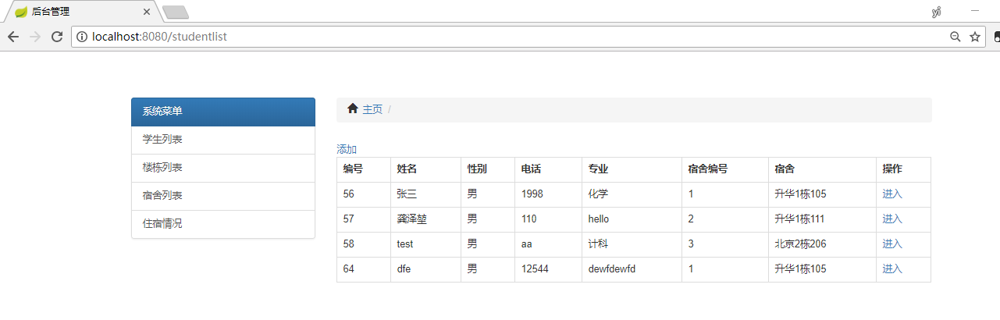 后台管理
localhost:8080/studentlist
系统菜单
学生列表
楼栋列表
宿舍列表
住宿情况
主页 /
添加
编号 姓名 性别 电话 专业 宿舍编号 宿舍 操作
56 张三 男 1998 化学 1 升华1栋105 进入
57 龚泽堃 男 110 hello 2 升华1栋111 进入
58 test 男 aa 计科 3 北京2栋206 进入
64 dfe 男 12544 dewfdewfd 1 升华1栋105 进入